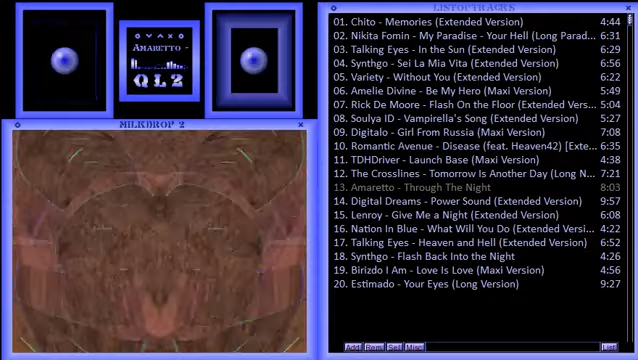 LISTOFTRACKS
AMARETTO -
QL2
MILKDROP 2
01. Chito - Memories (Extended Version) 4:44
02. Nikita Fomin - My Paradise - Your Hell (Long Parad... 6:31
03. Talking Eyes - In the Sun (Extended Version) 6:29
04. Synthgo - Sei La Mia Vita (Extended Version) 6:56
05. Variety - Without You (Extended Version) 6:22
06. Amelie Divine - Be My Hero (Maxi Version) 5:49
07. Rick De Moore - Flash On the Floor (Extended Vers... 5:04
08. Soulya ID - Vampirella's Song (Extended Version) 5:27
09. Digitalo - Girl From Russia (Maxi Version) 7:08
10. Romantic Avenue - Disease (feat. Heaven42) [Exte... 6:35
11. TDHDriver - Launch Base (Maxi Version) 4:38
12. The Crosslines - Tomorrow Is Another Day (Long N... 7:21
13. Amaretto - Through The Night 8:03
14. Digital Dreams - Power Sound (Extended Version) 9:57
15. Lenroy - Give Me a Night (Extended Version) 6:08
16. Nation In Blue - What Will You Do (Extended Versi... 4:22
17. Talking Eyes - Heaven and Hell (Extended Version) 6:52
18. Synthgo - Flash Back Into the Night 4:26
19. Birizdo I Am - Love Is Love (Maxi Version) 4:56
20. Estimado - Your Eyes (Long Version) 9:27
Add Rem Sel Misc List